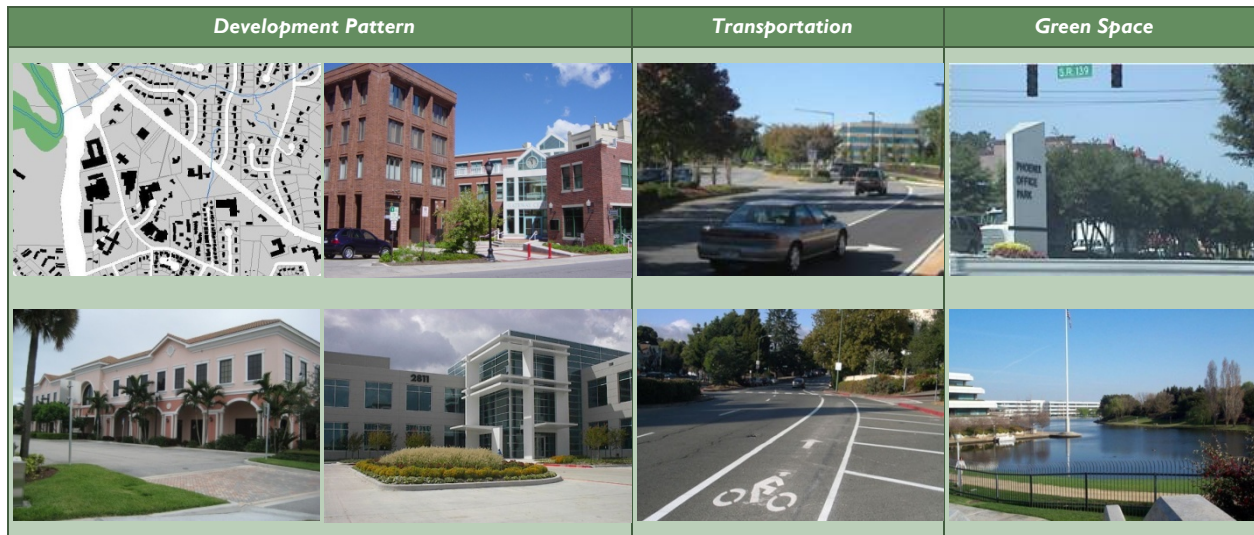 Development Pattern
Transportation
Green Space
S.R. 139
PHOENIX
OFFICE
PARK
2811